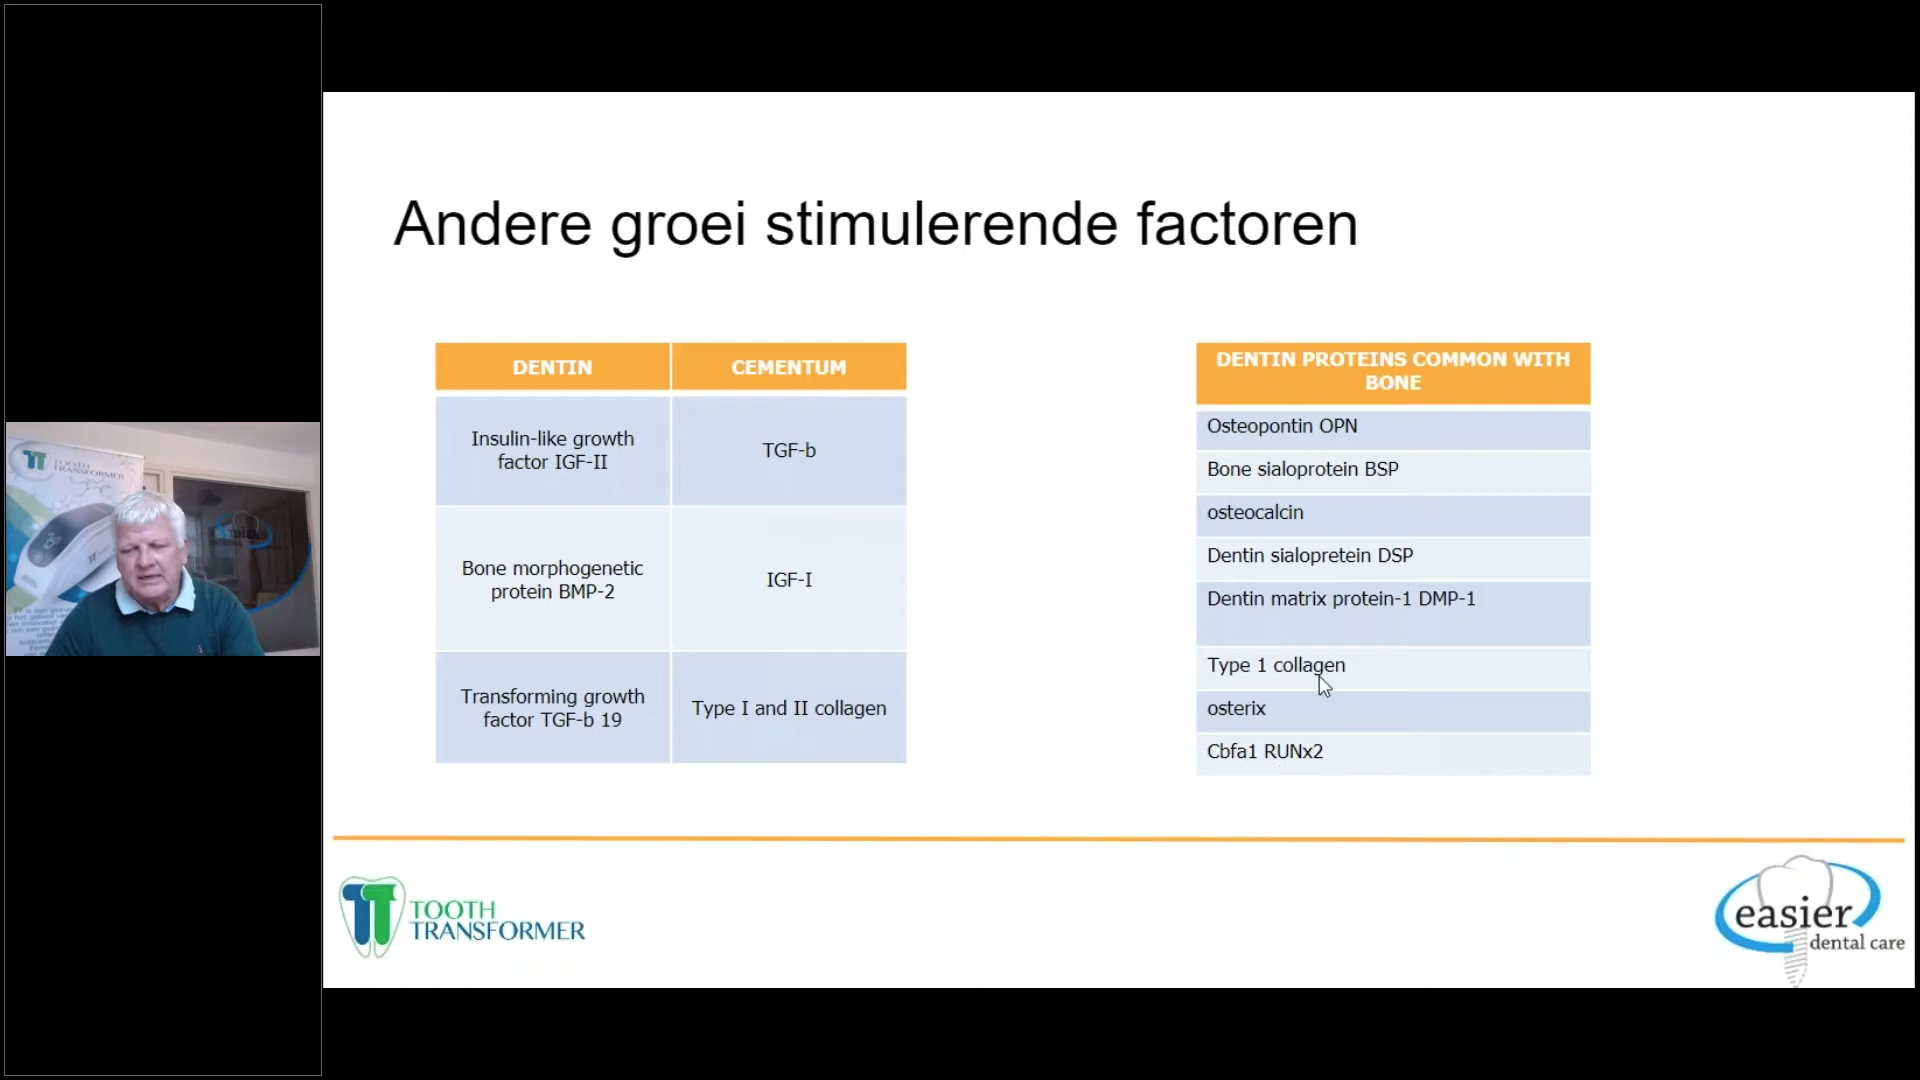 Andere groei stimulerende factoren
DENTIN
CEMENTUM
Insulin-like growth
factor IGF-II
TGF-b
Bone morphogenetic
protein BMP-2
IGF-I
Transforming growth
factor TGF-b 19
Type I and II collagen
DENTIN PROTEINS COMMON WITH
BONE
Osteopontin OPN
Bone sialoprotein BSP
osteocalcin
Dentin sialopretein DSP
Dentin matrix protein-1 DMP-1
Type 1 collagen
osterix
Cbfa1 RUNx2
TOOTH
TRANSFORMER
easier
dental care
TOOTH
TRANSFORMER
easier